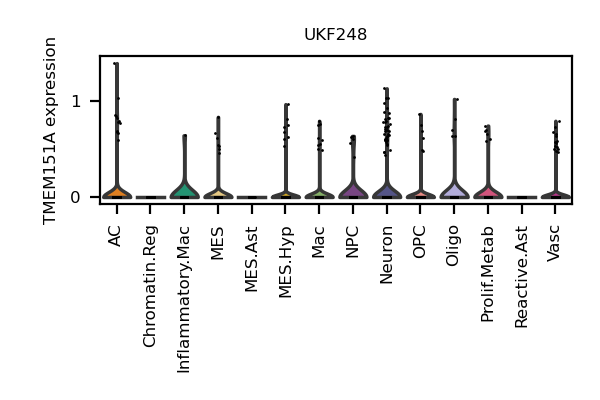 UKF248
TMEM151A expression
1
0
AC
Chromatin.Reg
Inflammatory.Mac
MES
MES.Ast
MES.Hyp
Mac
NPC
Neuron
OPC
Oligo
Prolif.Metab
Reactive.Ast
Vasc